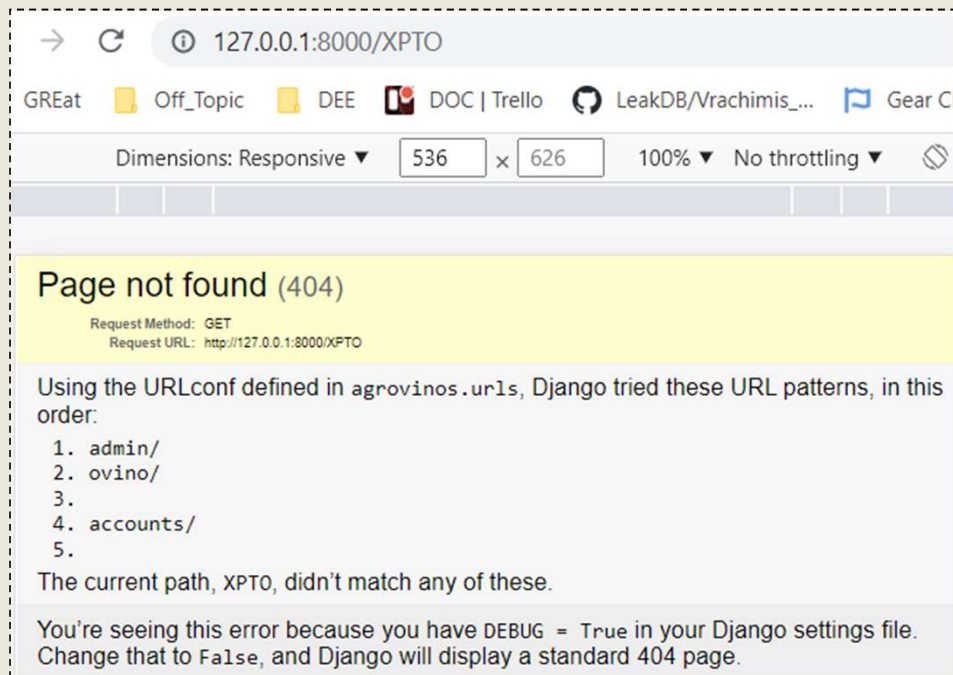 127.0.0.1:8000/XPTO
GREat Off_Topic DEE DOC | Trello LeakDB/Vrachimis_... Gear
Dimensions: Responsive ▼ 536 × 626 100% ▼ No throttling ▼
Page not found (404)
Request Method: GET
Request URL: http://127.0.0.1:8000/XPTO
Using the URLconf defined in agrovinos.urls, Django tried these URL patterns, in this
order:
1. admin/
2. ovino/
3.
4. accounts/
5.
The current path, XPTO, didn't match any of these.
You're seeing this error because you have DEBUG = True in your Django settings file.
Change that to False, and Django will display a standard 404 page.